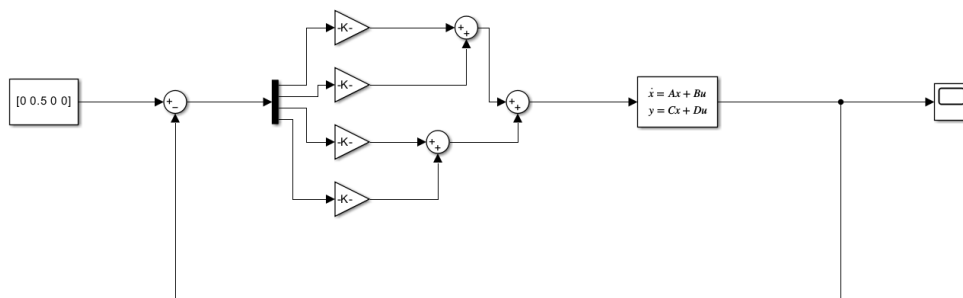 -K-
+
+
-K-
[0 0.5 0 0]
+
−
+
+
ẋ = Ax + Bu
y = Cx + Du
-K-
+
+
-K-